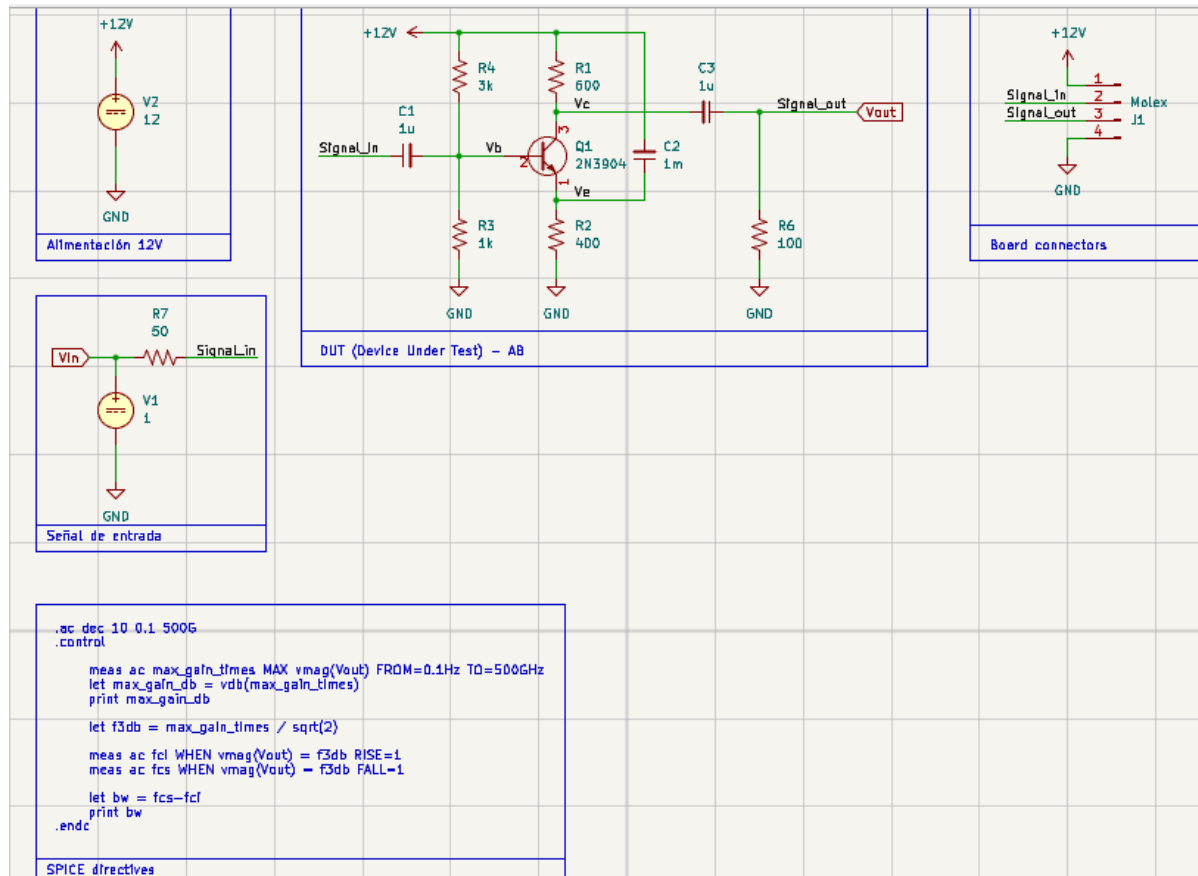 +12V
V2
12
GND
Alimentación 12V
+12V
R4
3k
R1
600
C3
1u
Vc
Signal_out
Vout
C1
1u
Signal_in
Vb
3
2
1
Q1
2N3904
C2
1m
Ve
R3
1k
R2
400
R6
100
GND
GND
GND
DUT (Device Under Test) - AB
+12V
1
Signal_in
2
Molex
Signal_out
3
J1
4
GND
Board connectors
R7
50
Vin
Signal_in
V1
1
GND
Señal de entrada
.ac dec 10 0.1 500G
.control
meas ac max_gain_times MAX vmag(Vout) FROM=0.1Hz TO=500GHz
let max_gain_db = vdb(max_gain_times)
print max_gain_db
let f3db = max_gain_times / sqrt(2)
meas ac fci WHEN vmag(Vout) = f3db RISE=1
meas ac fcs WHEN vmag(Vout) = f3db FALL=1
let bw = fcs-fci
print bw
.endc
SPICE directives